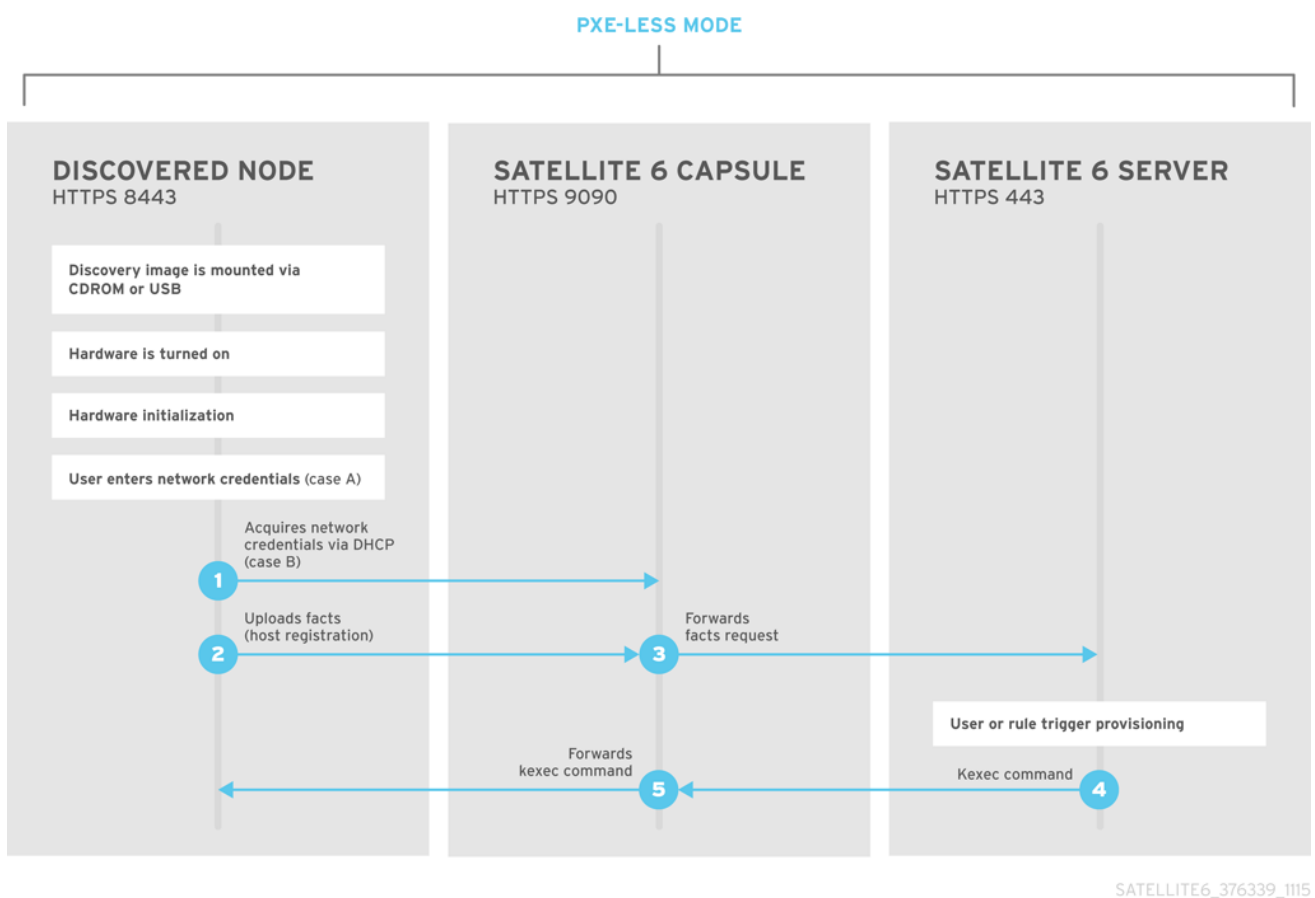 PXE-LESS MODE
DISCOVERED NODE
HTTPS 8443
Discovery image is mounted via
CDROM or USB
Hardware is turned on
Hardware initialization
User enters network credentials (case A)
SATELLITE 6 CAPSULE
HTTPS 9090
SATELLITE 6 SERVER
HTTPS 443
Acquires network
credentials via DHCP
(case B)
1
Uploads facts
(host registration)
2
Forwards
facts request
3
User or rule trigger provisioning
Kexec command
4
Forwards
kexec command
5
SATELLITE6_376339_1115